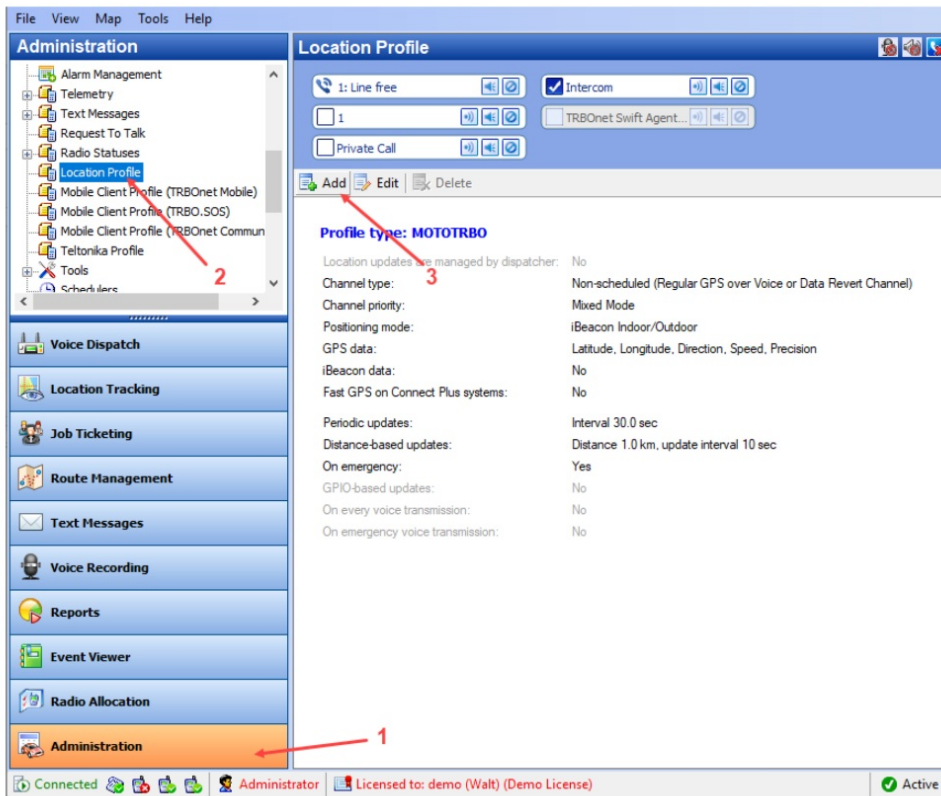 File View Map Tools Help
Administration
Alarm Management
Telemetry
Text Messages
Request To Talk
Radio Statuses
Location Profile
Mobile Client Profile (TRBOnet Mobile)
Mobile Client Profile (TRBO.SOS)
Mobile Client Profile (TRBOnet Commun
Teltonika Profile
Tools
Schedulers
2
Voice Dispatch
Location Tracking
Job Ticketing
Route Management
Text Messages
Voice Recording
Reports
Event Viewer
Radio Allocation
Administration
1
Location Profile
1: Line free
Intercom
1
TRBOnet Swift Agent...
Private Call
Add Edit Delete
3
Profile type: MOTOTRBO
Location updates are managed by dispatcher: No
Channel type: Non-scheduled (Regular GPS over Voice or Data Revert Channel)
Channel priority: Mixed Mode
Positioning mode: iBeacon Indoor/Outdoor
GPS data: Latitude, Longitude, Direction, Speed, Precision
iBeacon data: No
Fast GPS on Connect Plus systems: No
Periodic updates: Interval 30.0 sec
Distance-based updates: Distance 1.0 km, update interval 10 sec
On emergency: Yes
GPIO-based updates: No
On every voice transmission: No
On emergency voice transmission: No
Connected Administrator Licensed to: demo (Walt) (Demo License) Active